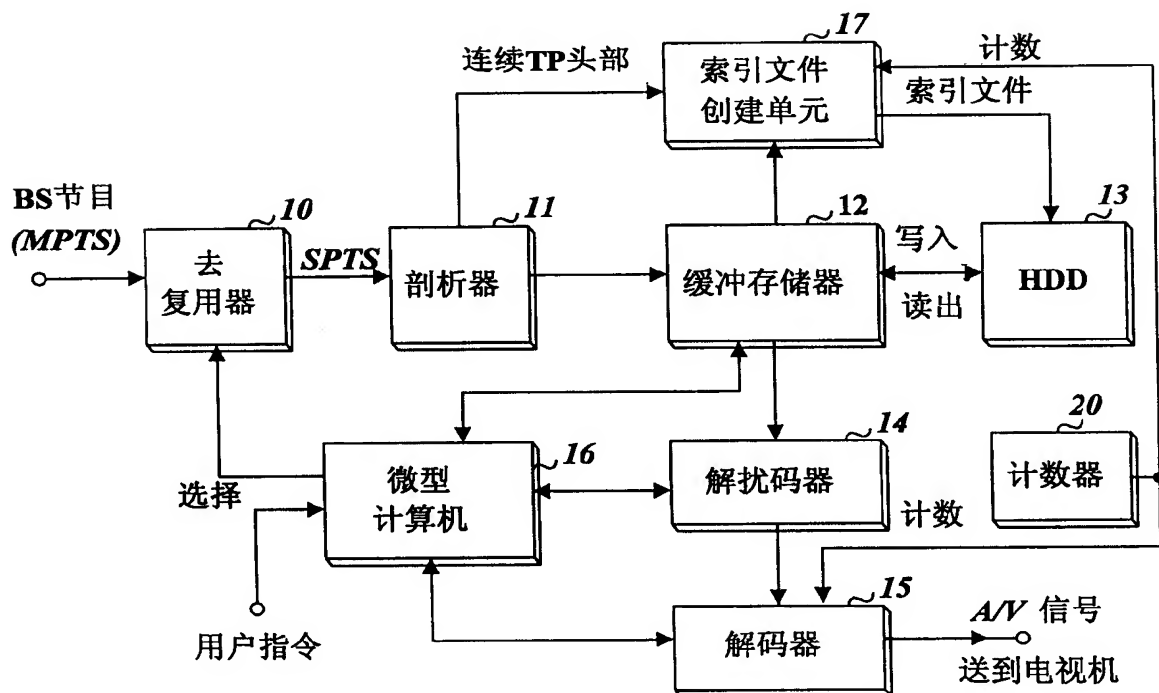 17
连续TP头部
索引文件
创建单元
计数
索引文件
BS节目
(MPTS)
10
去
复用器
SPTS
11
剖析器
12
缓冲存储器
写入
读出
13
HDD
选择
16
微型
计算机
14
解扰码器
计数
20
计数器
用户指令
15
解码器
A/V 信号
送到电视机